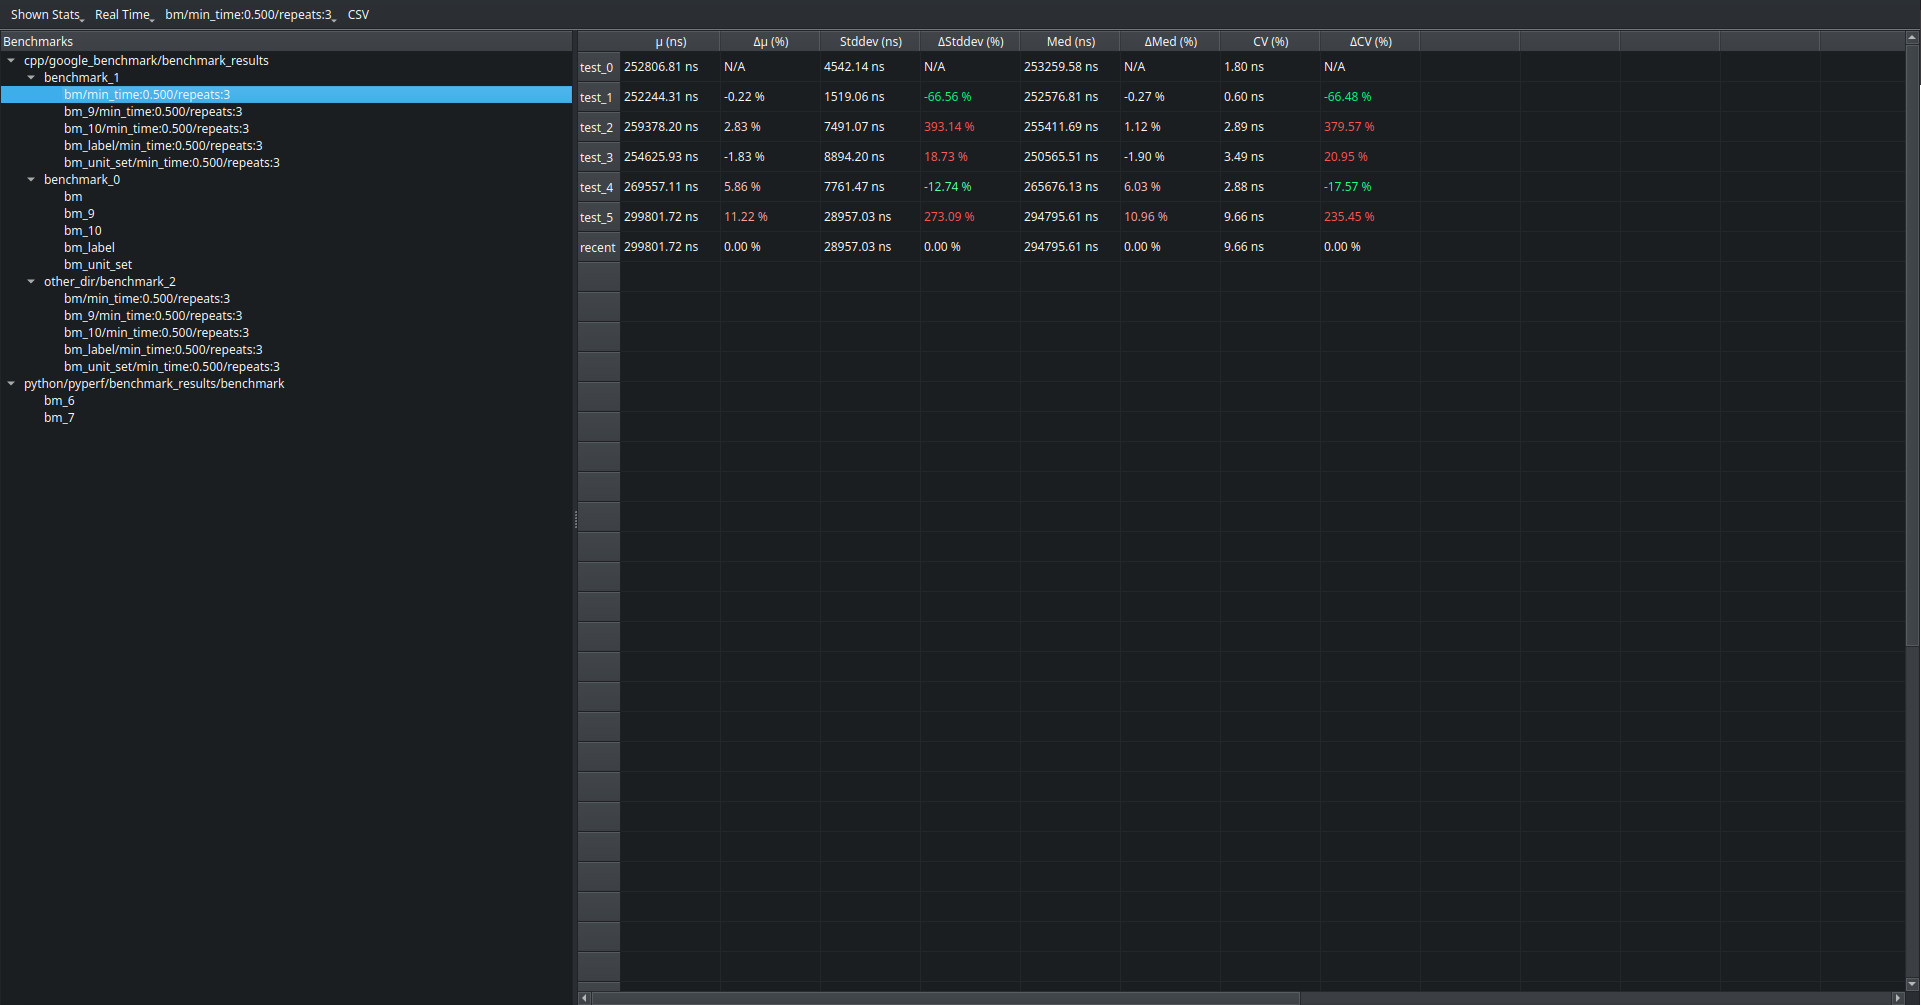 Shown Stats Real Time bm/min_time:0.500/repeats:3 CSV
Benchmarks
cpp/google_benchmark/benchmark_results
benchmark_1
bm/min_time:0.500/repeats:3
bm_9/min_time:0.500/repeats:3
bm_10/min_time:0.500/repeats:3
bm_label/min_time:0.500/repeats:3
bm_unit_set/min_time:0.500/repeats:3
benchmark_0
bm
bm_9
bm_10
bm_label
bm_unit_set
other_dir/benchmark_2
bm/min_time:0.500/repeats:3
bm_9/min_time:0.500/repeats:3
bm_10/min_time:0.500/repeats:3
bm_label/min_time:0.500/repeats:3
bm_unit_set/min_time:0.500/repeats:3
python/pyperf/benchmark_results/benchmark
bm_6
bm_7
μ (ns) Δμ (%) Stddev (ns) ΔStddev (%) Med (ns) ΔMed (%) CV (%) ΔCV (%)
test_0 252806.81 ns N/A 4542.14 ns N/A 253259.58 ns N/A 1.80 ns N/A
test_1 252244.31 ns -0.22 % 1519.06 ns -66.56 % 252576.81 ns -0.27 % 0.60 ns -66.48 %
test_2 259378.20 ns 2.83 % 7491.07 ns 393.14 % 255411.69 ns 1.12 % 2.89 ns 379.57 %
test_3 254625.93 ns -1.83 % 8894.20 ns 18.73 % 250565.51 ns -1.90 % 3.49 ns 20.95 %
test_4 269557.11 ns 5.86 % 7761.47 ns -12.74 % 265676.13 ns 6.03 % 2.88 ns -17.57 %
test_5 299801.72 ns 11.22 % 28957.03 ns 273.09 % 294795.61 ns 10.96 % 9.66 ns 235.45 %
recent 299801.72 ns 0.00 % 28957.03 ns 0.00 % 294795.61 ns 0.00 % 9.66 ns 0.00 %